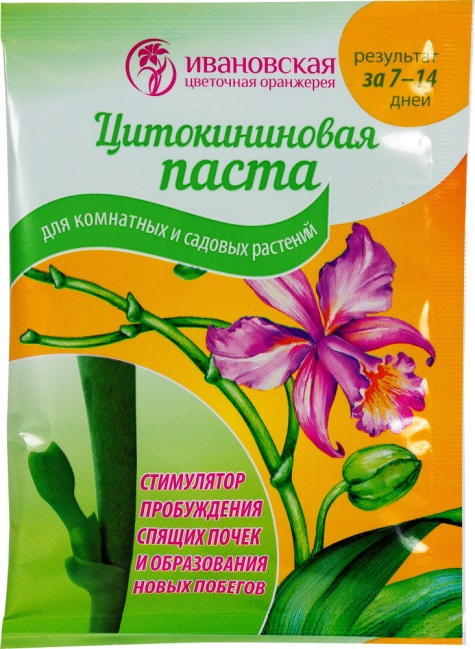 ИВАНОВСКАЯ
цветочная оранжерея
результат
за 7–14
дней
Цитокининовая
паста
для комнатных и садовых растений
СТИМУЛЯТОР
ПРОБУЖДЕНИЯ
СПЯЩИХ ПОЧЕК
И ОБРАЗОВАНИЯ
НОВЫХ ПОБЕГОВ